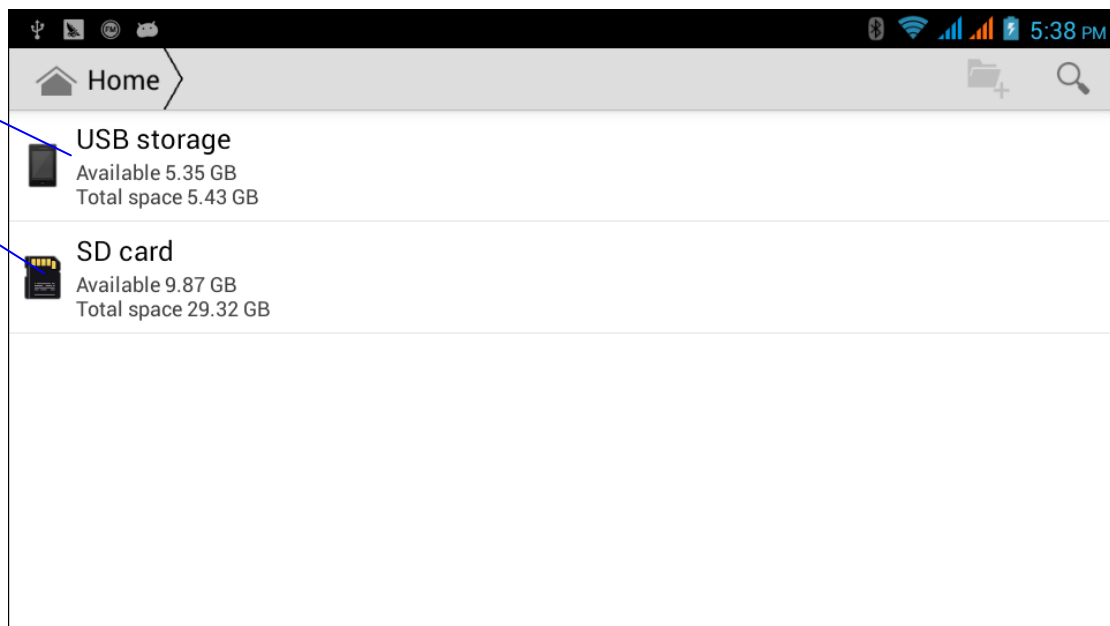 5:38 PM
Home
USB storage
Available 5.35 GB
Total space 5.43 GB
SD card
Available 9.87 GB
Total space 29.32 GB